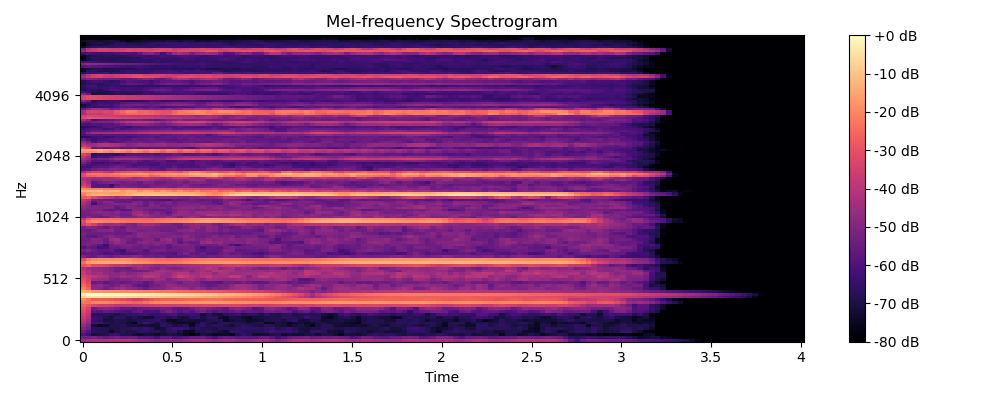 Mel-frequency Spectrogram
Hz
4096
2048
1024
512
0
0
0.5
1
1.5
2
2.5
3
3.5
4
Time
+0 dB
-10 dB
-20 dB
-30 dB
-40 dB
-50 dB
-60 dB
-70 dB
-80 dB